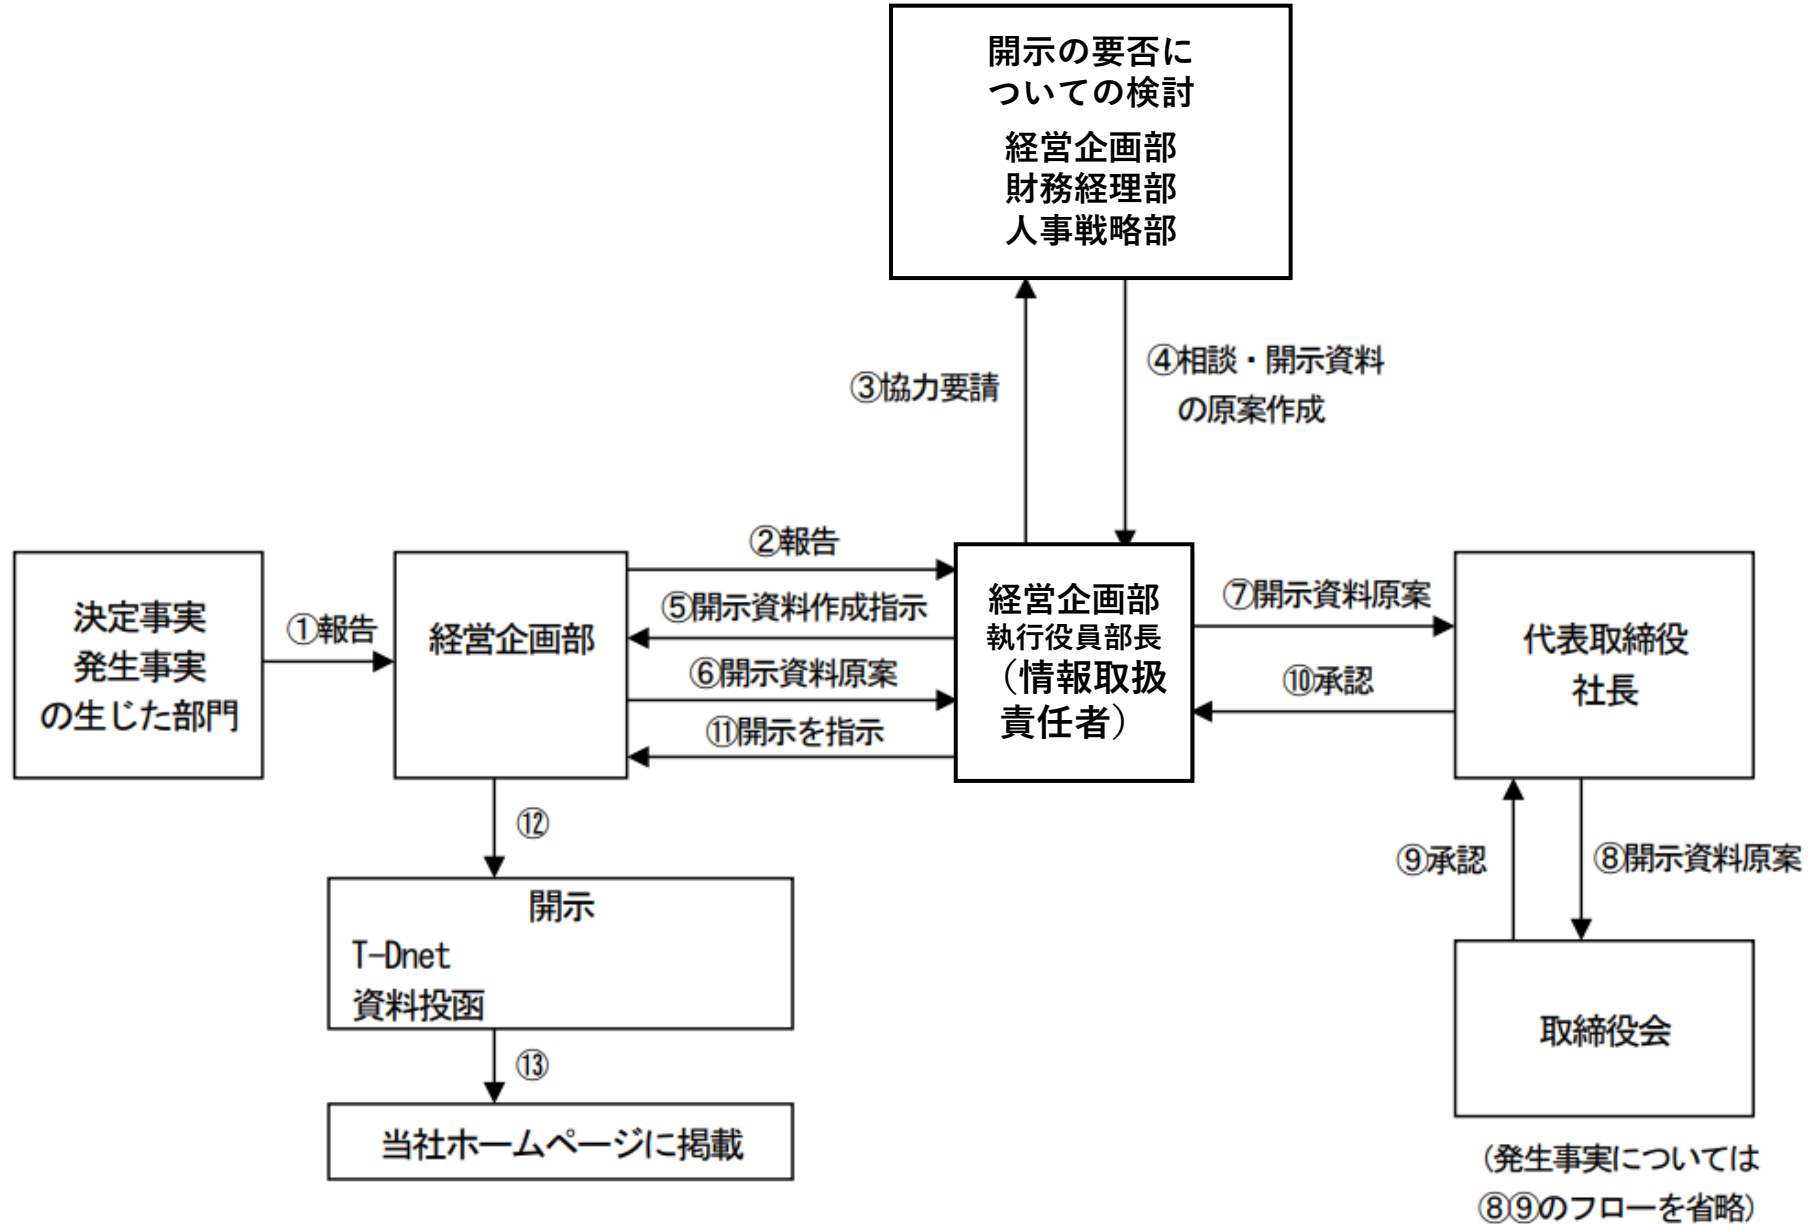 開示の要否に
ついての検討
経営企画部
財務経理部
人事戦略部
③協力要請
④相談・開示資料
の原案作成
決定事実
発生事実
の生じた部門
①報告
経営企画部
②報告
⑤開示資料作成指示
⑥開示資料原案
⑪開示を指示
経営企画部
執行役員部長
（情報取扱
責任者）
⑦開示資料原案
⑩承認
代表取締役
社長
⑨承認
⑧開示資料原案
取締役会
（発生事実については
⑧⑨のフローを省略）
⑫
開示
T-Dnet
資料投函
⑬
当社ホームページに掲載